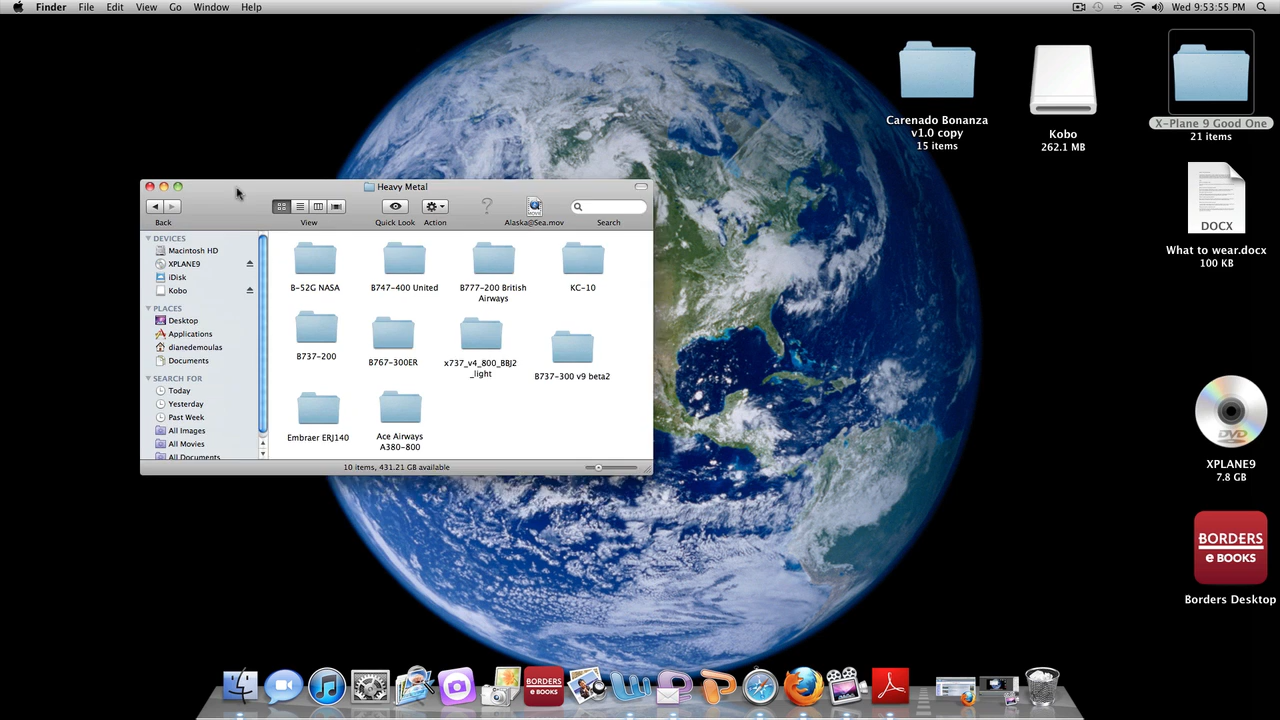 Finder File Edit View Go Window Help
Wed 9:53:55 PM
Carenado Bonanza
v1.0 copy
15 items
Kobo
262.1 MB
X-Plane 9 Good One
21 items
DOCX
What to wear.docx
100 KB
XPLANE9
7.8 GB
DVD
BORDERS
e BOOKS
Borders Desktop
Heavy Metal
Back
View
Quick Look
Action
Alaska@Sea.mov
Search
DEVICES
Macintosh HD
XPLANE9
iDisk
Kobo
PLACES
Desktop
Applications
dianedemoulas
Documents
SEARCH FOR
Today
Yesterday
Past Week
All Images
All Movies
All Documents
B-52G NASA
B747-400 United
B777-200 British
Airways
KC-10
B737-200
B767-300ER
x737_v4_800_BBJ2
_light
B737-300 v9 beta2
Embraer ERJ140
Ace Airways
A380-800
10 items, 431.21 GB available
BORDERS
e BOOKS